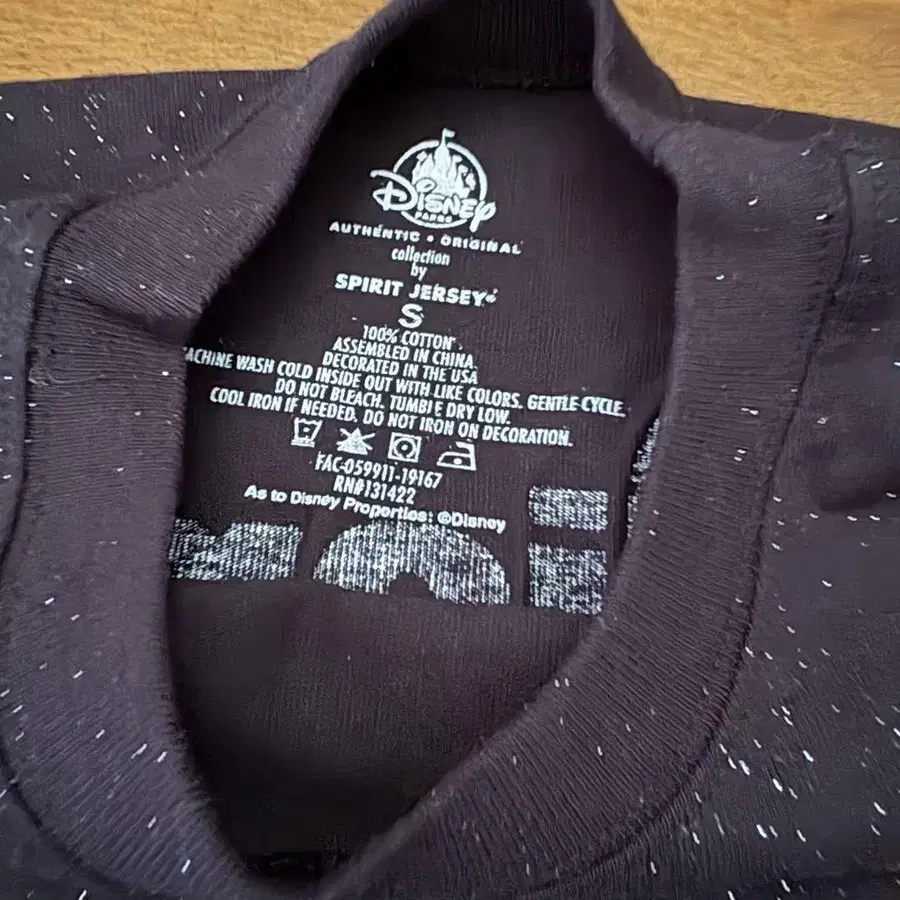 Disney
PARKS
AUTHENTIC • ORIGINAL
collection
by
SPIRIT JERSEY®
S
100% COTTON
ASSEMBLED IN CHINA
DECORATED IN THE USA
ACHINE WASH COLD INSIDE OUT WITH LIKE COLORS. GENTLE CYCLE.
DO NOT BLEACH. TUMBLE DRY LOW.
COOL IRON IF NEEDED. DO NOT IRON ON DECORATION.
FAC-059911-19167
RN#131422
As to Disney Properties: ©Disney